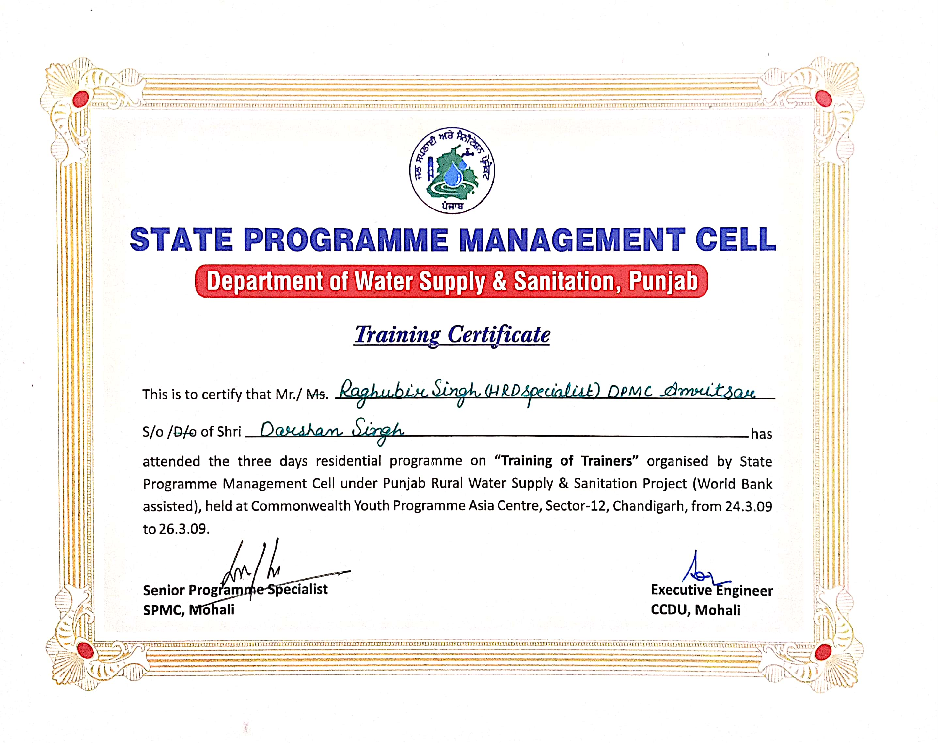 ਜਲ ਸਪਲਾਈ ਅਤੇ ਸੈਨੀਟੇਸ਼ਨ ਪ੍ਰੋਜੈਕਟ
ਪੰਜਾਬ
STATE PROGRAMME MANAGEMENT CELL
Department of Water Supply & Sanitation, Punjab
Training Certificate
This is to certify that Mr./ Ms. Raghubir Singh (HRD specialist) DPMC Amritsar
S/o /D/o of Shri Darshan Singh has
attended the three days residential programme on “Training of Trainers” organised by State
Programme Management Cell under Punjab Rural Water Supply & Sanitation Project (World Bank
assisted), held at Commonwealth Youth Programme Asia Centre, Sector-12, Chandigarh, from 24.3.09
to 26.3.09.
Senior Programme Specialist
SPMC, Mohali
Executive Engineer
CCDU, Mohali